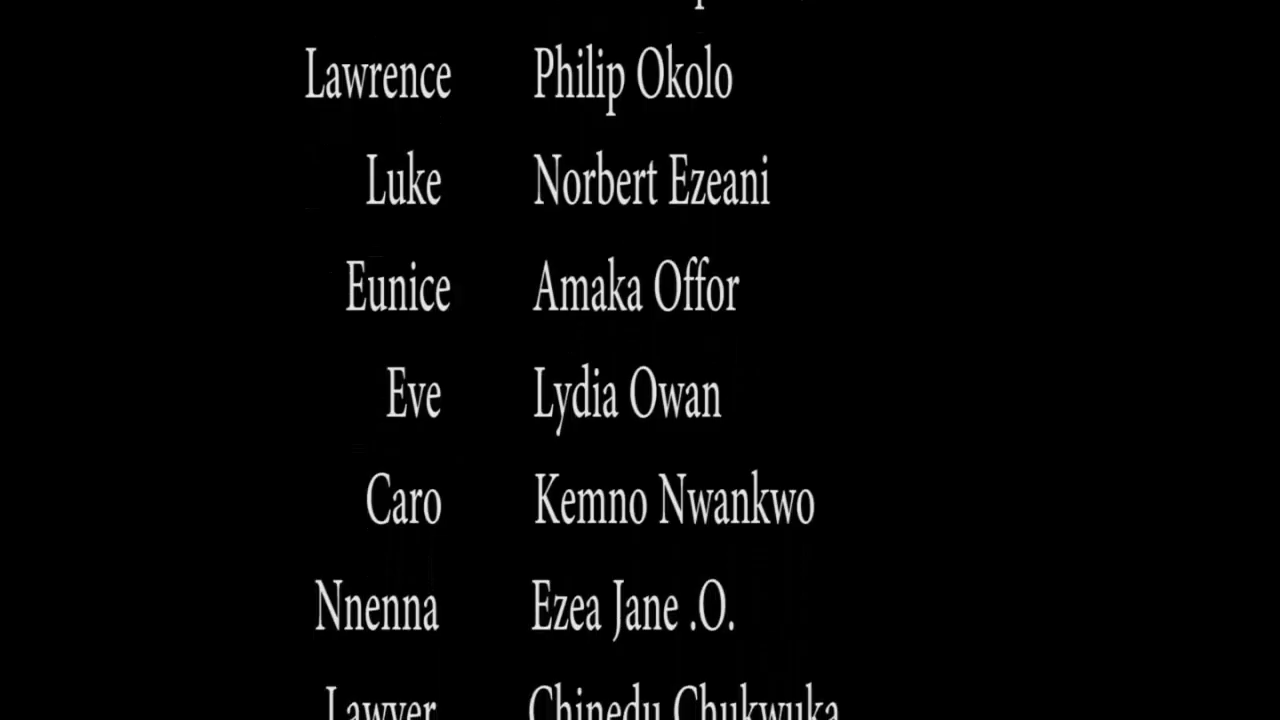 Lawrence Philip Okolo
Luke Norbert Ezeani
Eunice Amaka Offor
Eve Lydia Owan
Caro Kemno Nwankwo
Nnenna Ezea Jane .O.
Lawyer Chinedu Chukwuka